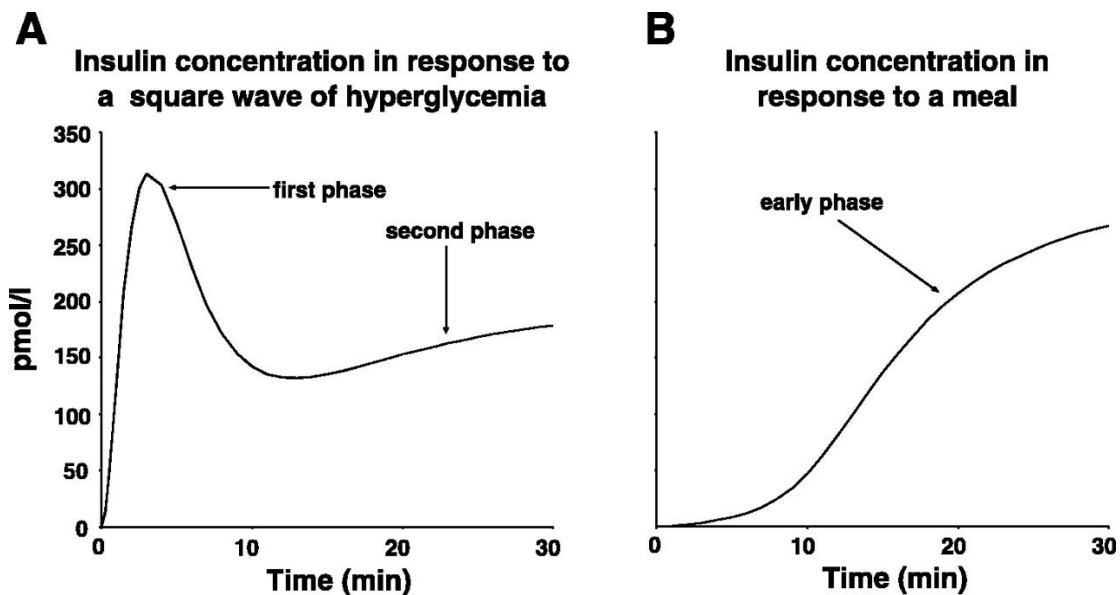 A
Insulin concentration in response to
a square wave of hyperglycemia
350
300
250
200
150
100
50
0
pmol/l
first phase
second phase
0 10 20 30
Time (min)
B
Insulin concentration in
response to a meal
early phase
0 10 20 30
Time (min)